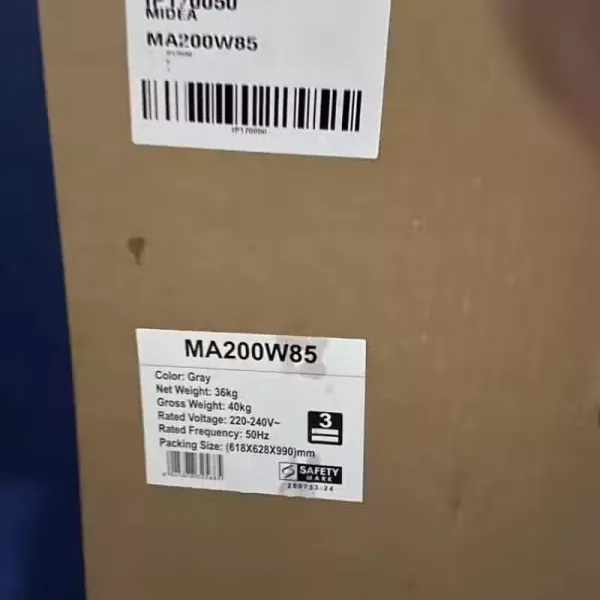 MIDEA
MA200W85
IP170050
MA200W85
Color: Gray
Net Weight: 36kg
Gross Weight: 40kg
Rated Voltage: 220-240V~
Rated Frequency: 50Hz
Packing Size: (618X628X990)mm
3
SAFETY
MARK